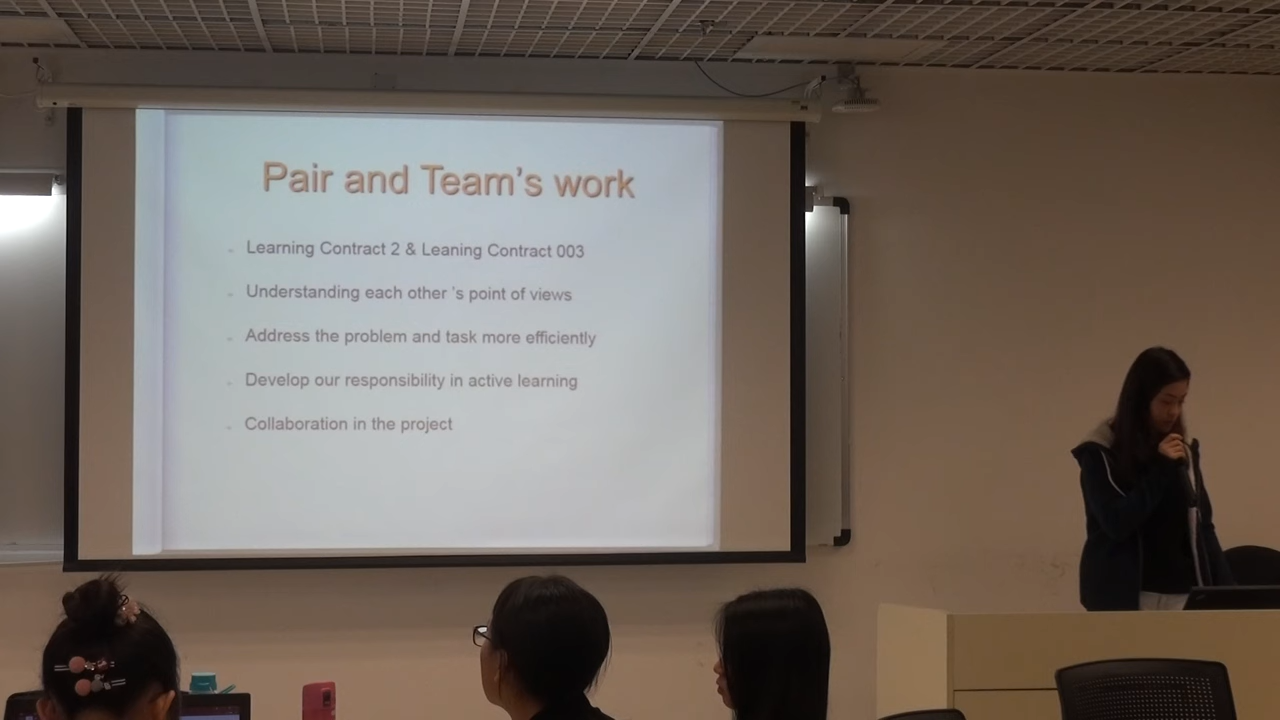 Pair and Team's work
Learning Contract 2 & Leaning Contract 003
Understanding each other 's point of views
Address the problem and task more efficiently
Develop our responsibility in active learning
Collaboration in the project